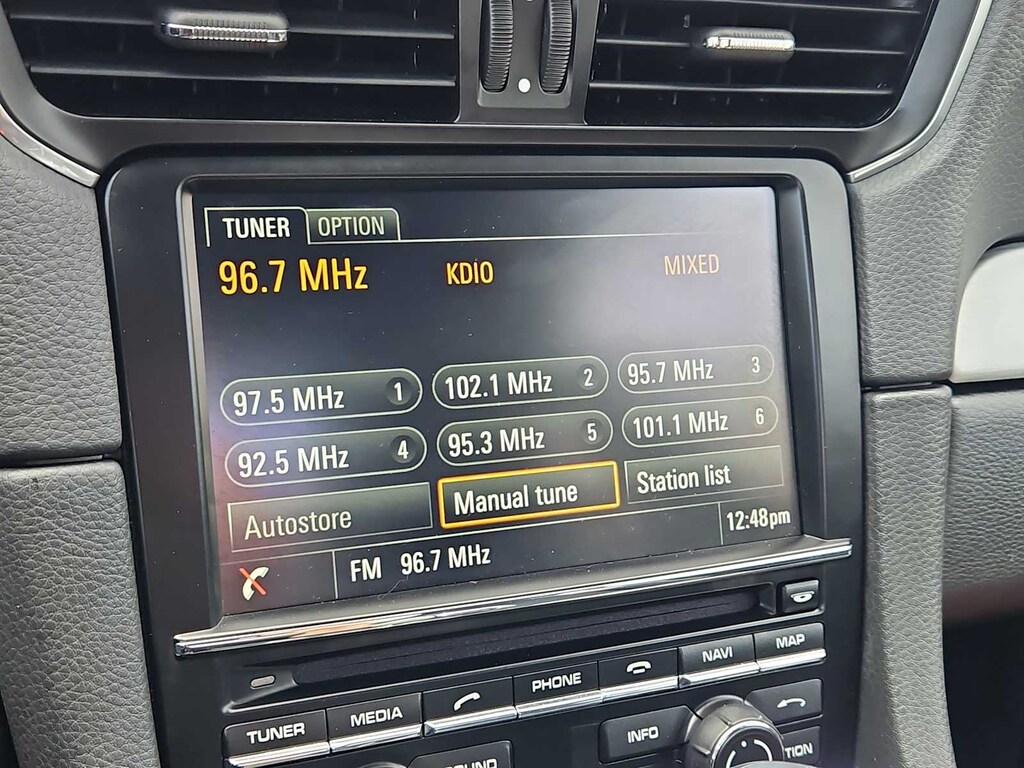 TUNER OPTION
96.7 MHz KDIO MIXED
97.5 MHz 1 102.1 MHz 2 95.7 MHz 3
92.5 MHz 4 95.3 MHz 5 101.1 MHz 6
Autostore Manual tune Station list
FM 96.7 MHz 12:48pm
TUNER MEDIA PHONE NAVI MAP
INFO